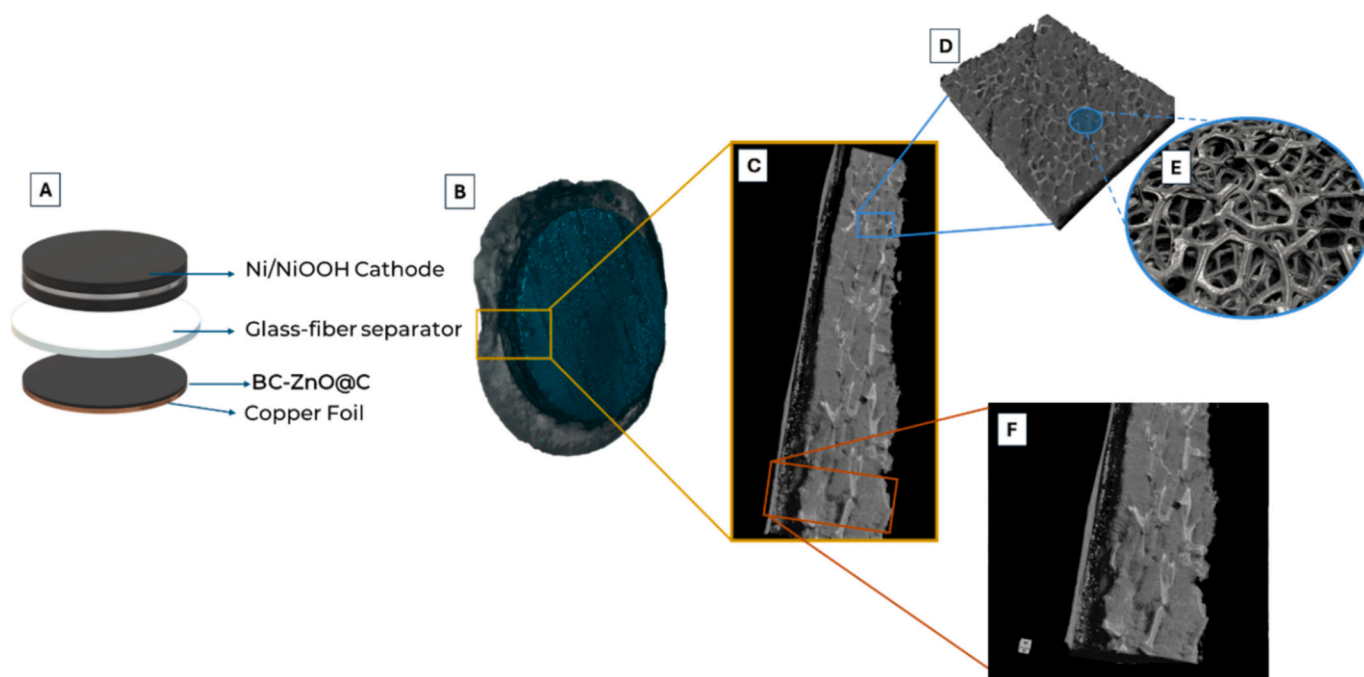 A
Ni/NiOOH Cathode
Glass-fiber separator
BC-ZnO@C
Copper Foil
B
C
D
E
F